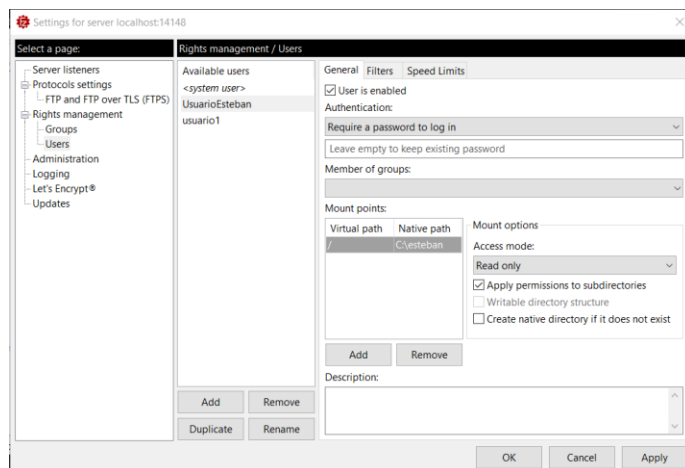 Settings for server localhost:14148
Select a page:
Server listeners
Protocols settings
FTP and FTP over TLS (FTPS)
Rights management
Groups
Users
Administration
Logging
Let's Encrypt®
Updates
Rights management / Users
Available users
<system user>
UsuarioEsteban
usuario1
Add Remove
Duplicate Rename
General Filters Speed Limits
User is enabled
Authentication:
Require a password to log in
Leave empty to keep existing password
Member of groups:
Mount points:
Virtual path Native path
/ C:\esteban
Mount options
Access mode:
Read only
Apply permissions to subdirectories
Writable directory structure
Create native directory if it does not exist
Add Remove
Description:
OK Cancel Apply